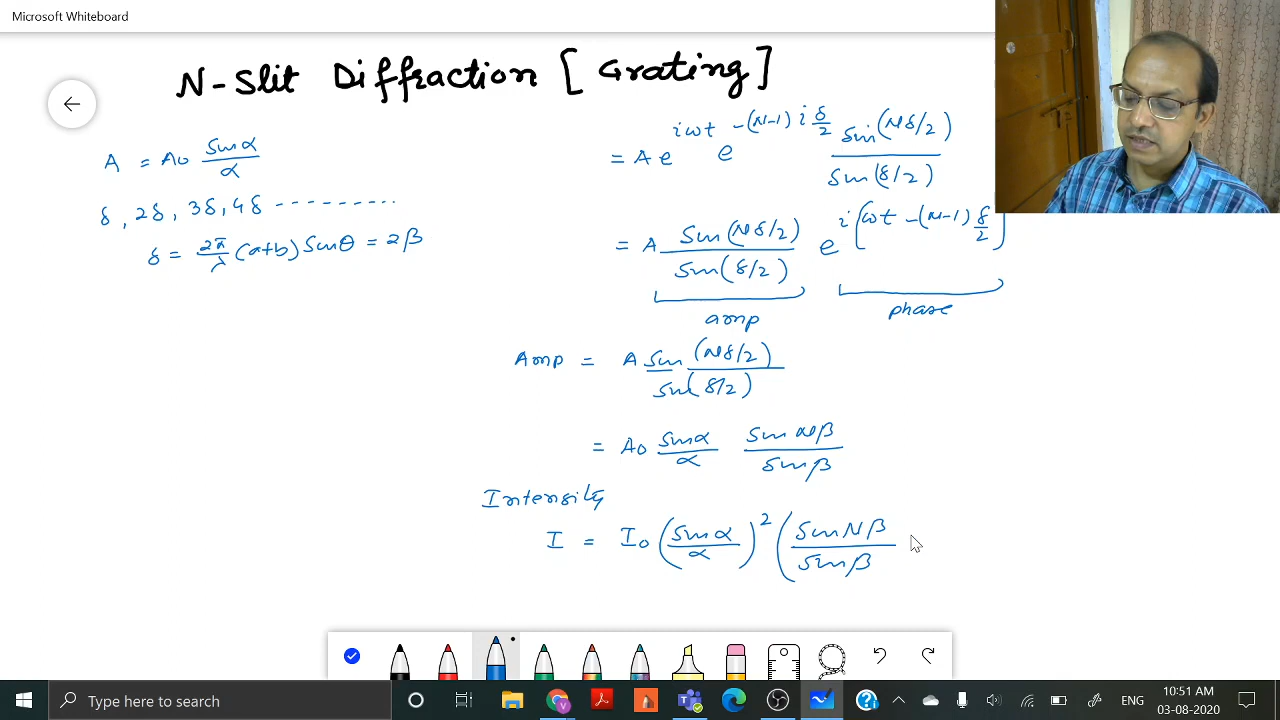 Microsoft Whiteboard
N-Slit Diffraction [Grating]
A = A0 sinα/α
δ, 2δ, 3δ, 4δ ----------
δ = 2π/λ (a+b) sinθ = 2β
= A e^{iωt} e^{-(N-1) i δ/2} sin(Nδ/2)/sin(δ/2)
= A sin(Nδ/2)/sin(δ/2) e^{i[ωt-(N-1) δ/2]}
amp phase
Amp = A sin(Nδ/2)/sin(δ/2)
= A0 sinα/α sinNβ/sinβ
Intensity
I = I0 (sinα/α)^2 (sinNβ/sinβ
Type here to search
ENG
10:51 AM
03-08-2020